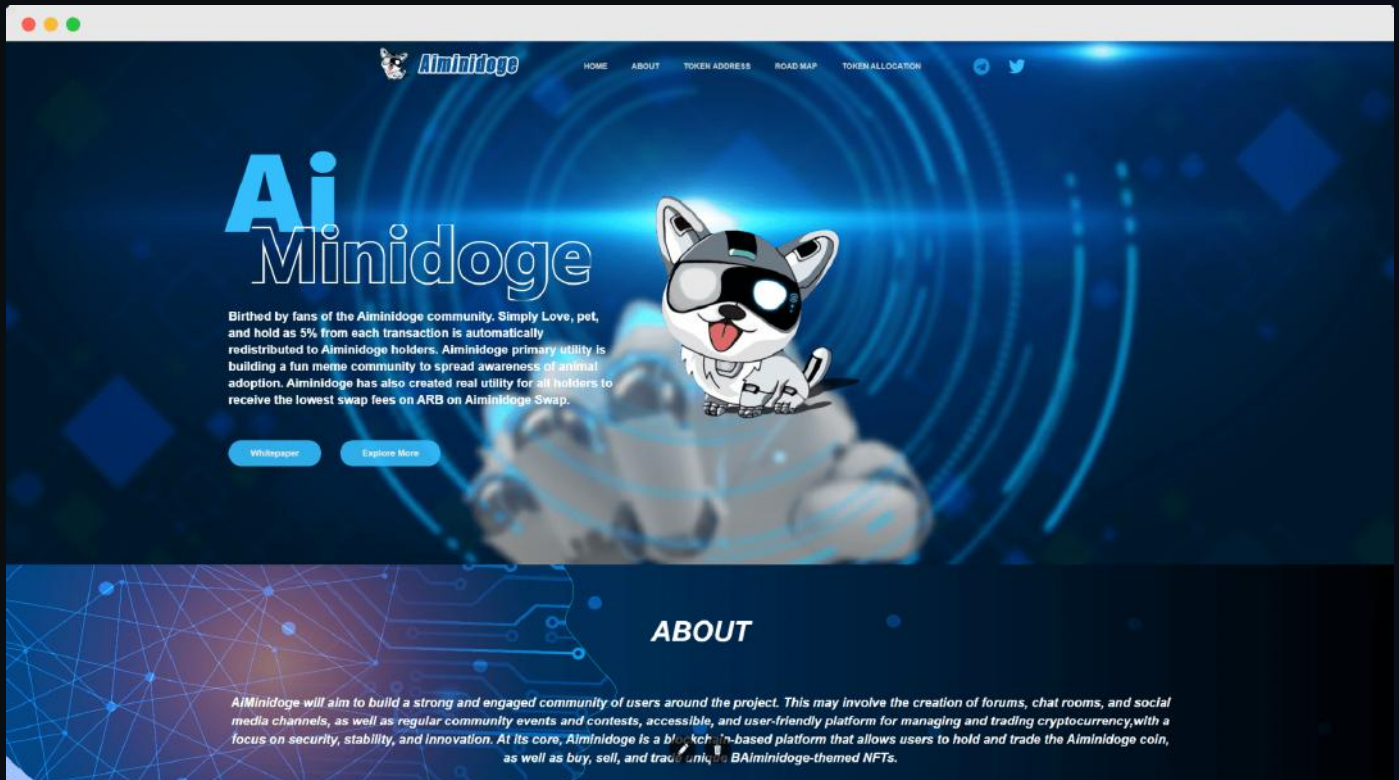 Aiminidoge
HOME
ABOUT
TOKEN ADDRESS
ROAD MAP
TOKEN ALLOCATION
Ai
Minidoge
Birthed by fans of the Aiminidoge community. Simply Love, pet,
and hold as 5% from each transaction is automatically
redistributed to Aiminidoge holders. Aiminidoge primary utility is
building a fun meme community to spread awareness of animal
adoption. Aiminidoge has also created real utility for all holders to
receive the lowest swap fees on ARB on Aiminidoge Swap.
Whitepaper
Explore More
ABOUT
AiMinidoge will aim to build a strong and engaged community of users around the project. This may involve the creation of forums, chat rooms, and social
media channels, as well as regular community events and contests, accessible, and user-friendly platform for managing and trading cryptocurrency,with a
focus on security, stability, and innovation. At its core, Aiminidoge is a blockchain-based platform that allows users to hold and trade the Aiminidoge coin,
as well as buy, sell, and trade unique BAiminidoge-themed NFTs.